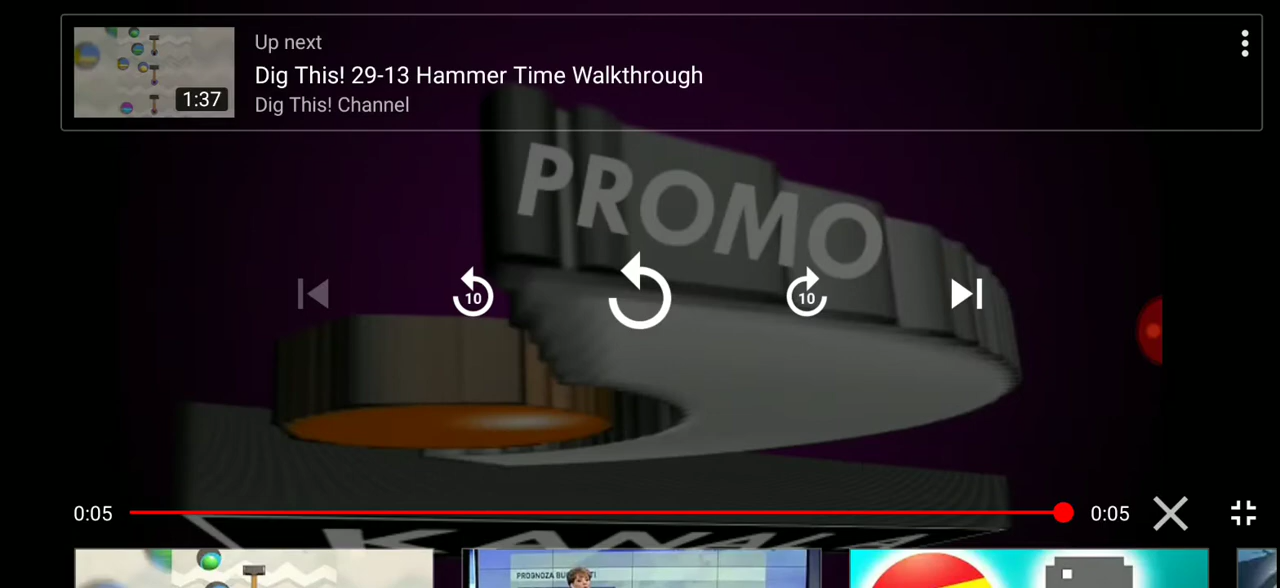 Up next
Dig This! 29-13 Hammer Time Walkthrough
Dig This! Channel
1:37
PROMO
10
10
0:05
0:05
KANALA